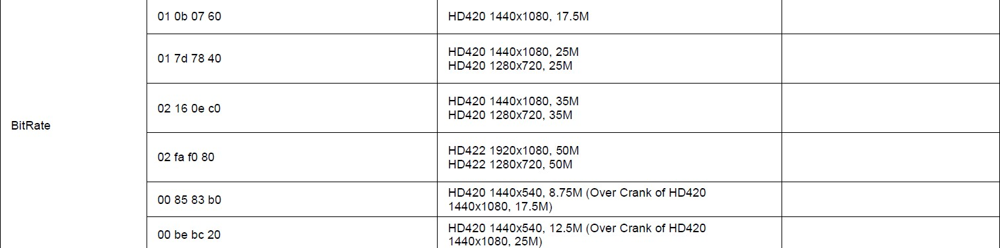 01 0b 07 60
HD420 1440x1080, 17.5M
01 7d 78 40
HD420 1440x1080, 25M
HD420 1280x720, 25M
02 16 0e c0
HD420 1440x1080, 35M
HD420 1280x720, 35M
BitRate
02 fa f0 80
HD422 1920x1080, 50M
HD422 1280x720, 50M
00 85 83 b0
HD420 1440x540, 8.75M (Over Crank of HD420
1440x1080, 17.5M)
00 be bc 20
HD420 1440x540, 12.5M (Over Crank of HD420
1440x1080, 25M)